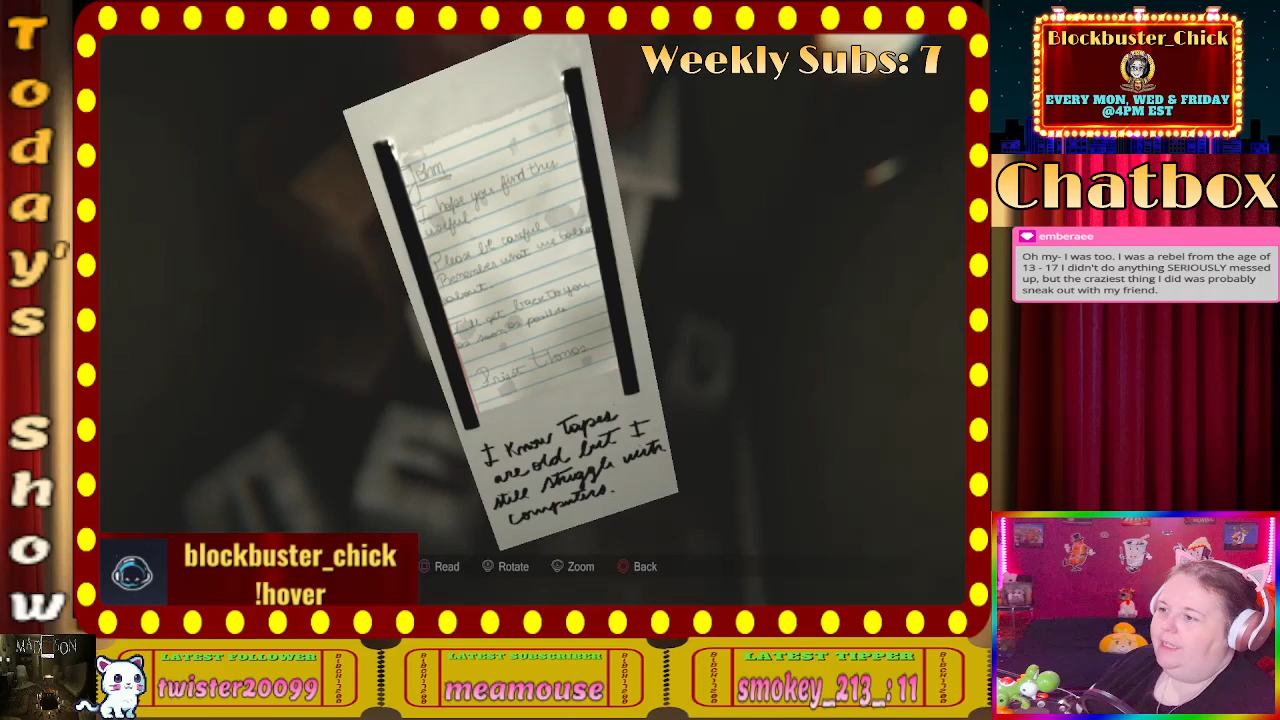 Today's Show
Weekly Subs: 7
John
I hope you find this
useful
Please be careful
Remember what we talked
about.
I'll get back to you
as soon as possible
Priest Thomas
I know Tapes
are old but I
still struggle with
computers.
Read
Rotate
Zoom
Back
blockbuster_chick
!hover
MADISON
LATEST FOLLOWER
twister20099
LATEST SUBSCRIBER
meamouse
LATEST TIPPER
smokey_213_: 11
Blockbuster_Chick
EVERY MON, WED & FRIDAY
@4PM EST
Chatbox
emberaee
Oh my- I was too. I was a rebel from the age of
13 - 17 I didn't do anything SERIOUSLY messed
up, but the craziest thing I did was probably
sneak out with my friend.